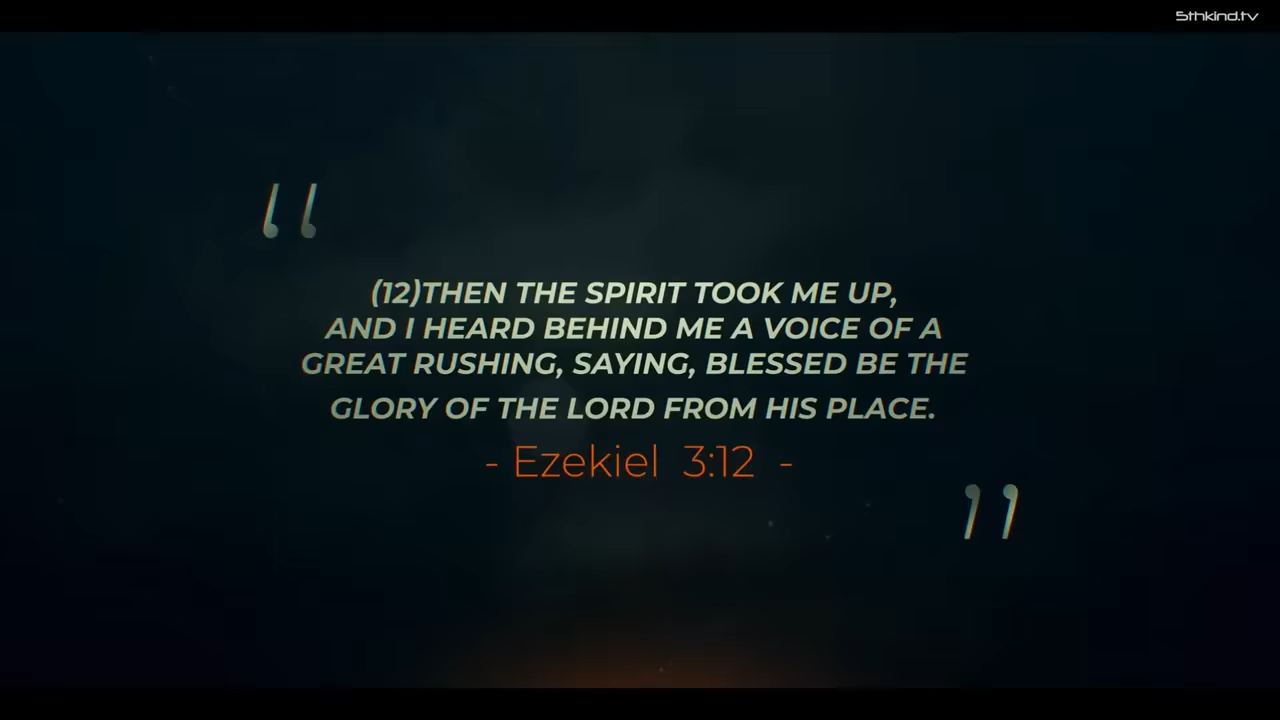 5thkind.tv
“
(12)THEN THE SPIRIT TOOK ME UP,
AND I HEARD BEHIND ME A VOICE OF A
GREAT RUSHING, SAYING, BLESSED BE THE
GLORY OF THE LORD FROM HIS PLACE.
- Ezekiel 3:12 -
”